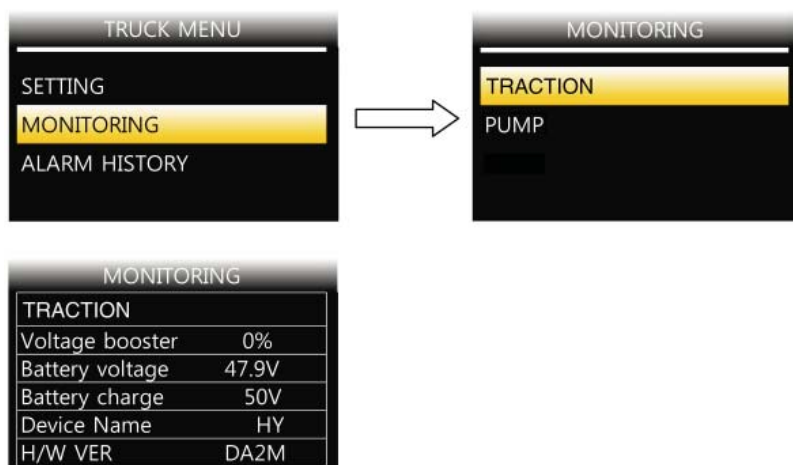 TRUCK MENU
SETTING
MONITORING
ALARM HISTORY
MONITORING
TRACTION
PUMP
MONITORING
TRACTION
Voltage booster 0%
Battery voltage 47.9V
Battery charge 50V
Device Name HY
H/W VER DA2M